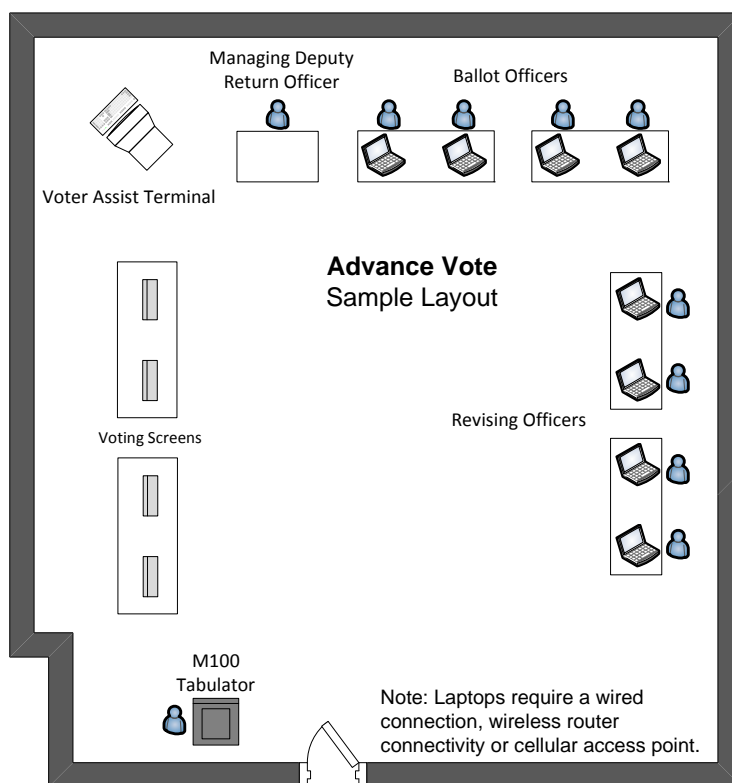 Managing Deputy
Return Officer
Ballot Officers
Voter Assist Terminal
Advance Vote
Sample Layout
Voting Screens
Revising Officers
M100
Tabulator
Note: Laptops require a wired
connection, wireless router
connectivity or cellular access point.